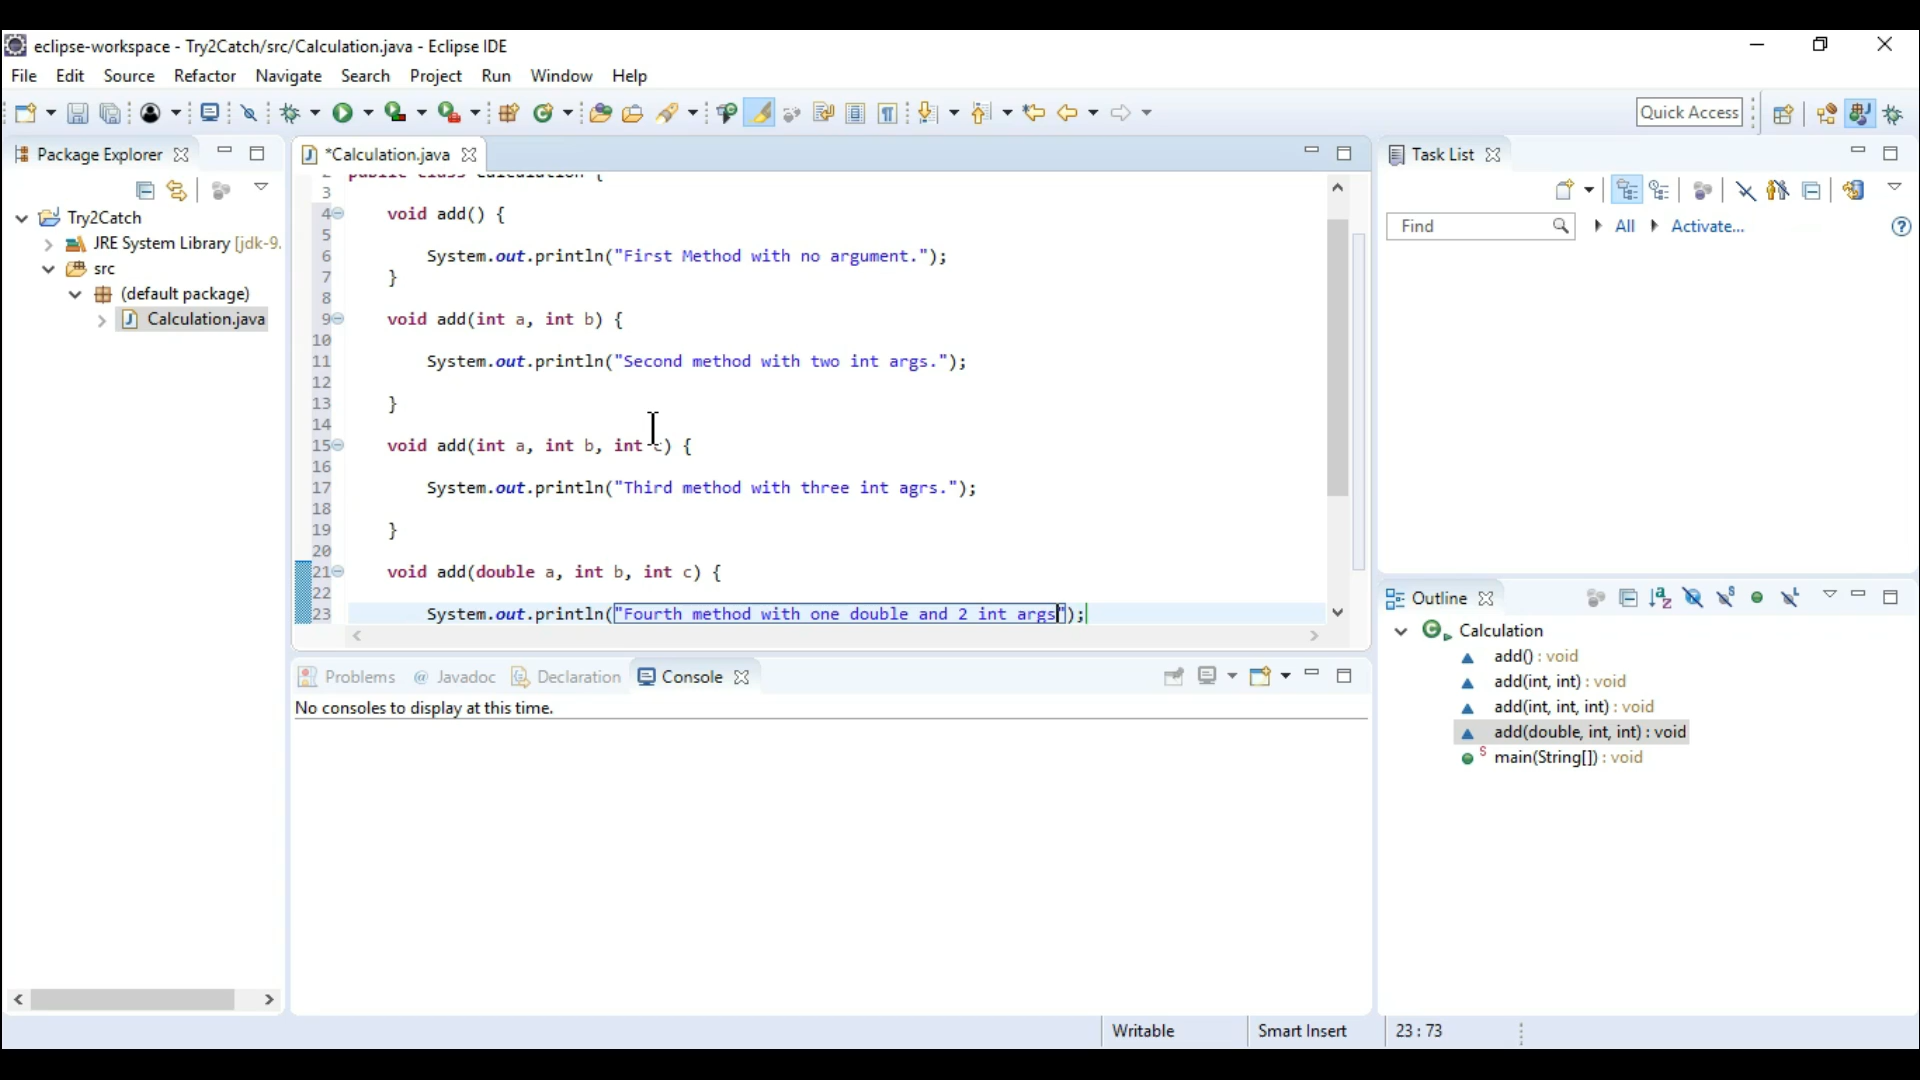 eclipse-workspace - Try2Catch/src/Calculation.java - Eclipse IDE
File Edit Source Refactor Navigate Search Project Run Window Help
Quick Access
Package Explorer
Try2Catch
JRE System Library [jdk-9.
src
(default package)
Calculation.java
*Calculation.java
2 public class Calculation {
3
4 void add() {
5
6 System.out.println("First Method with no argument.");
7 }
8
9 void add(int a, int b) {
10
11 System.out.println("Second method with two int args.");
12
13 }
14
15 void add(int a, int b, int c) {
16
17 System.out.println("Third method with three int agrs.");
18
19 }
20
21 void add(double a, int b, int c) {
22
23 System.out.println("Fourth method with one double and 2 int args");
Problems @ Javadoc Declaration Console
No consoles to display at this time.
Task List
Find All Activate...
Outline
Calculation
add() : void
add(int, int) : void
add(int, int, int) : void
add(double, int, int) : void
main(String[]) : void
Writable Smart Insert 23 : 73